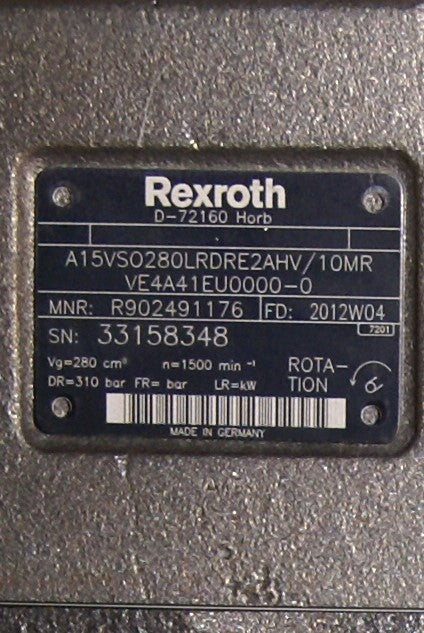 Rexroth
D-72160 Horb
A15VSO280LRDRE2AHV/10MR
VE4A41EU0000-0
MNR: R902491176 FD: 2012W04
7201
SN: 33158348
Vg=280 cm³ n=1500 min⁻¹ ROTA-
DR=310 bar FR= bar LR=kW TION
MADE IN GERMANY